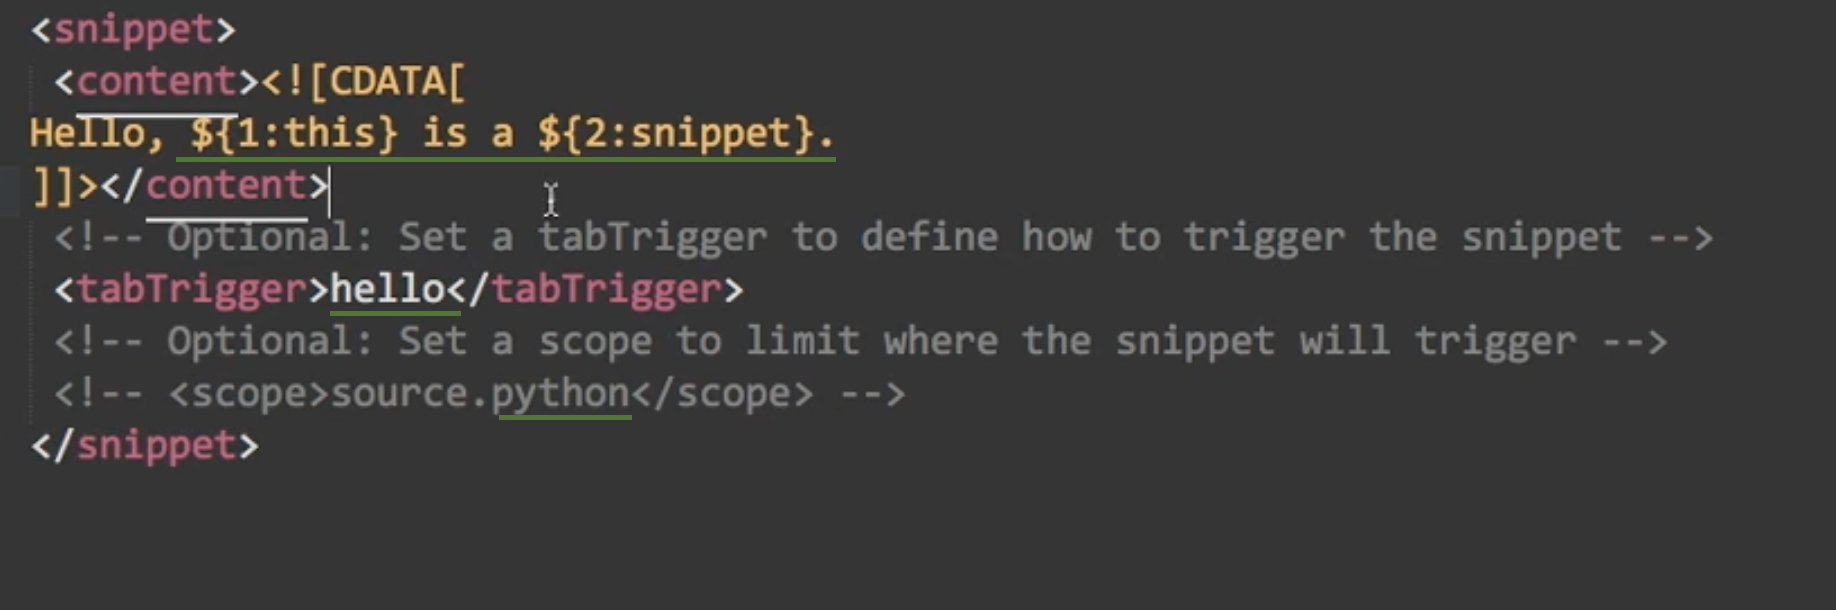 <snippet>
<content><![CDATA[
Hello, ${1:this} is a ${2:snippet}.
]]></content>
<!-- Optional: Set a tabTrigger to define how to trigger the snippet -->
<tabTrigger>hello</tabTrigger>
<!-- Optional: Set a scope to limit where the snippet will trigger -->
<!-- <scope>source.python</scope> -->
</snippet>